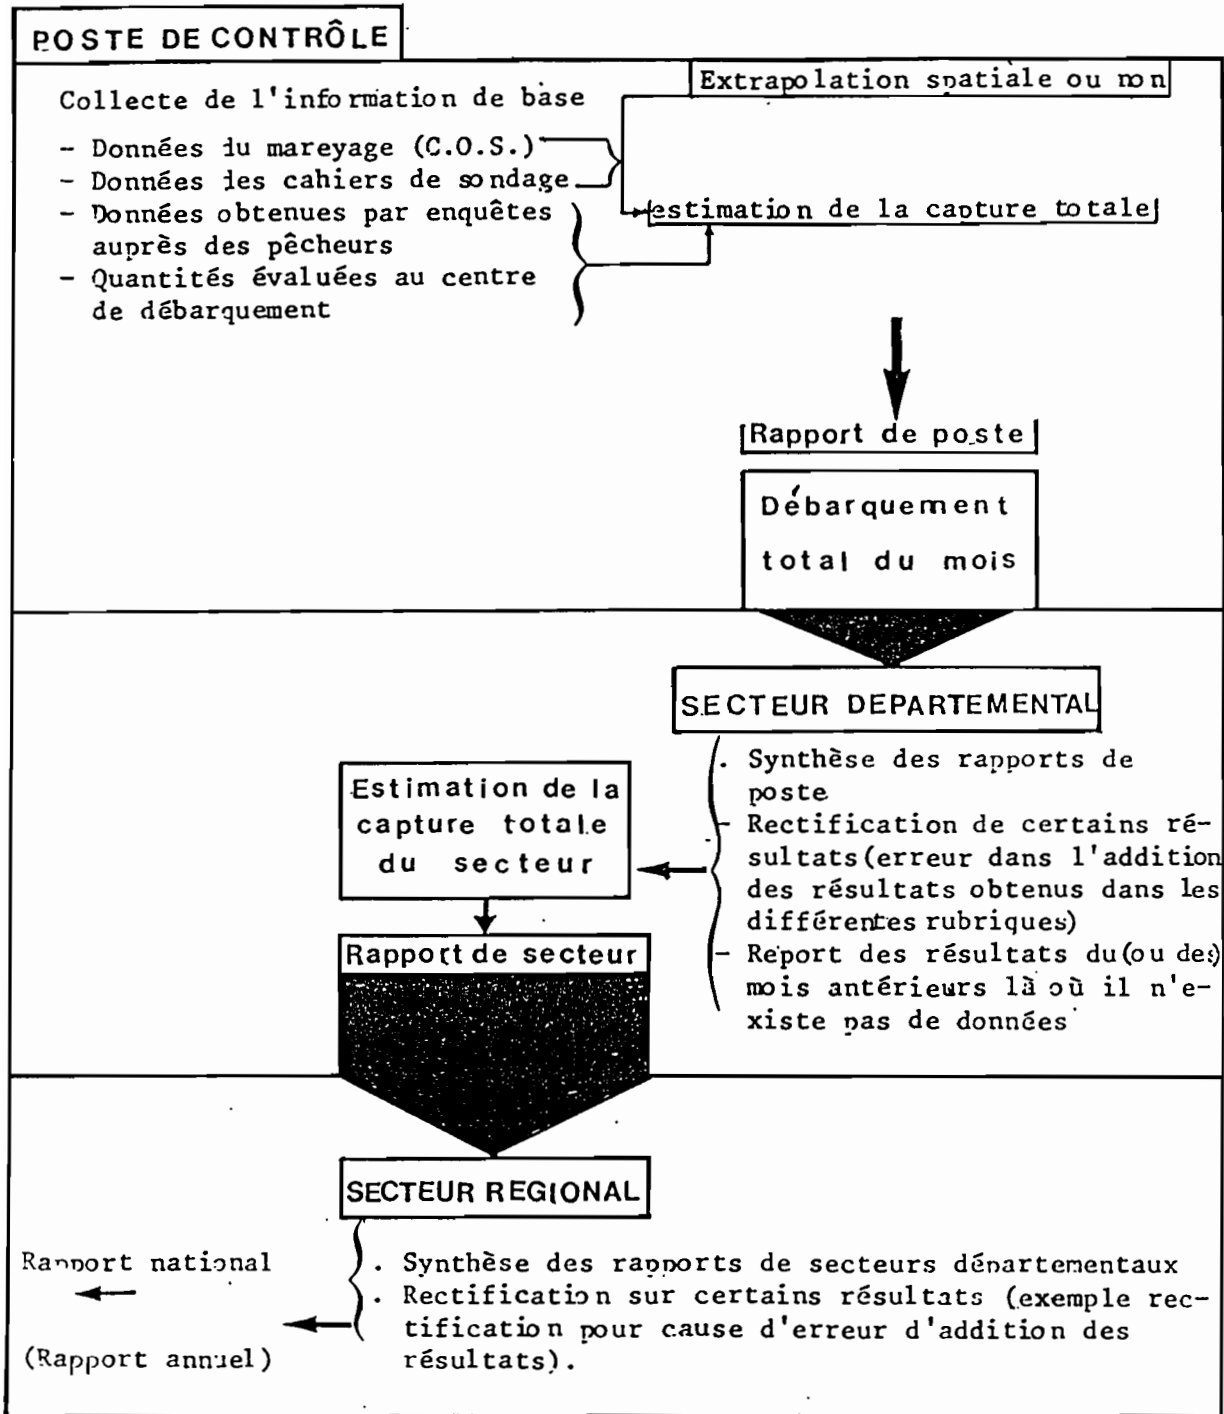 POSTE DE CONTRÔLE
Extrapolation spatiale ou non
Collecte de l'information de base
- Données du mareyage (C.O.S.)
- Données des cahiers de sondage
- Données obtenues par enquêtes
auprès des pêcheurs
- Quantités évaluées au centre
de débarquement
estimation de la capture totale
Rapport de poste
Débarquement
total du mois
SECTEUR DEPARTEMENTAL
. Synthèse des rapports de
poste
- Rectification de certains ré-
sultats (erreur dans l'addition
des résultats obtenus dans les
différentes rubriques)
- Report des résultats du (ou des)
mois antérieurs là où il n'e-
xiste pas de données
Estimation de la
capture totale
du secteur
Rapport de secteur
SECTEUR REGIONAL
. Synthèse des rapports de secteurs départementaux
. Rectification sur certains résultats (exemple rec-
tification pour cause d'erreur d'addition des
résultats).
Rapport national
(Rapport annuel)